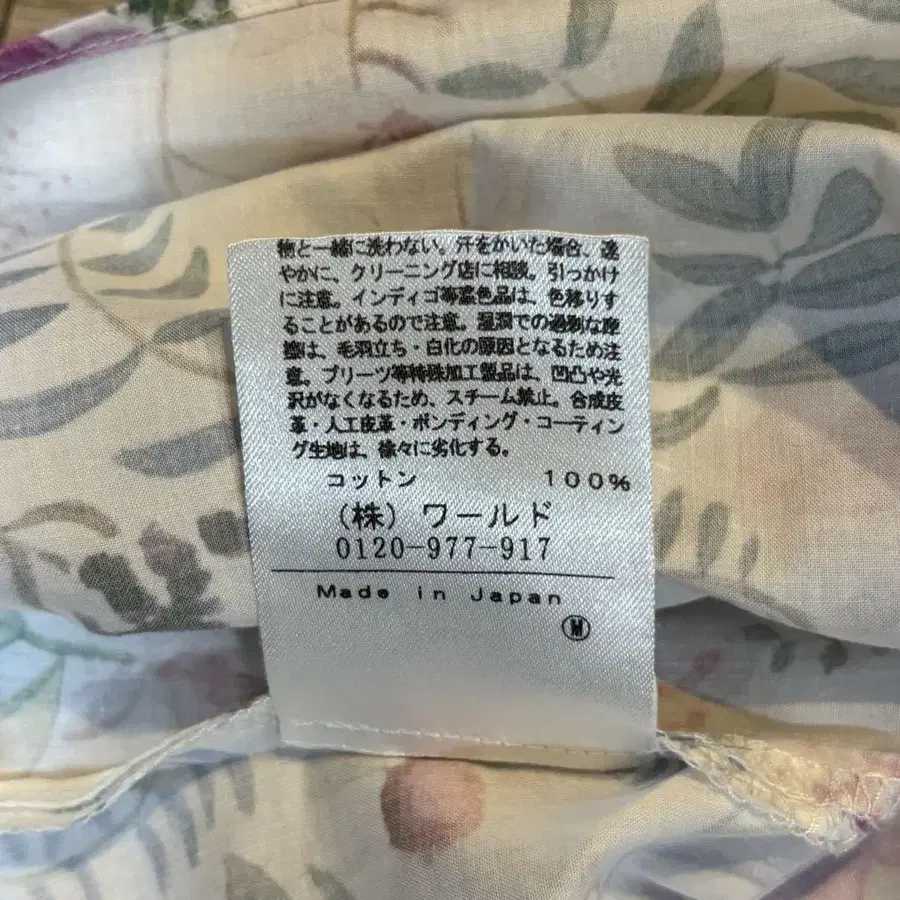 物と一緒に洗わない。汗をかいた場合、速
やかに、クリーニング店に相談。引っかけ
に注意。インディゴ等濃色品は、色移りす
ることがあるので注意。湿潤での過剰な摩
擦は、毛羽立ち・白化の原因となるため注
意。プリーツ等特殊加工製品は、凹凸や光
沢がなくなるため、スチーム禁止。合成皮
革・人工皮革・ボンディング・コーティン
グ生地は、徐々に劣化する。
コットン 100%
(株) ワールド
0120-977-917
Made in Japan
Ⓜ